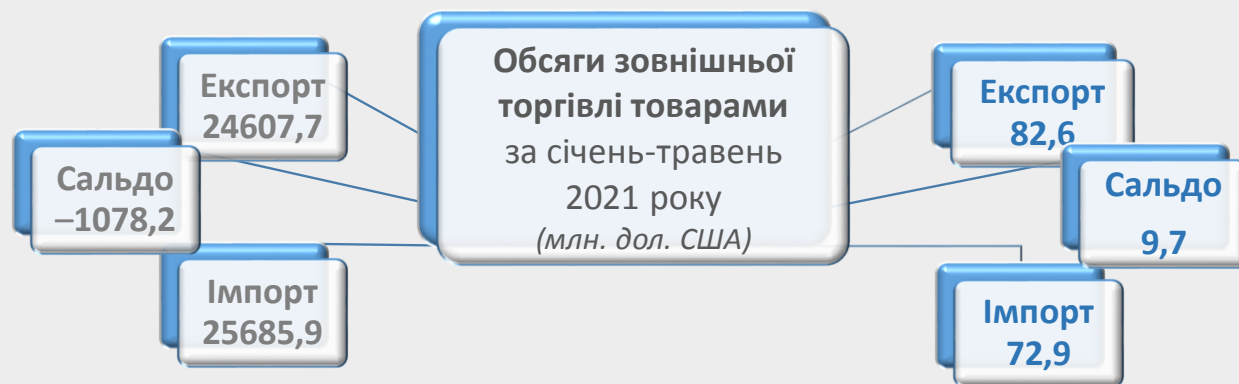 Обсяги зовнішньої
торгівлі товарами
за січень-травень
2021 року
(млн. дол. США)
Експорт
24607,7
Сальдо
–1078,2
Імпорт
25685,9
Експорт
82,6
Сальдо
9,7
Імпорт
72,9